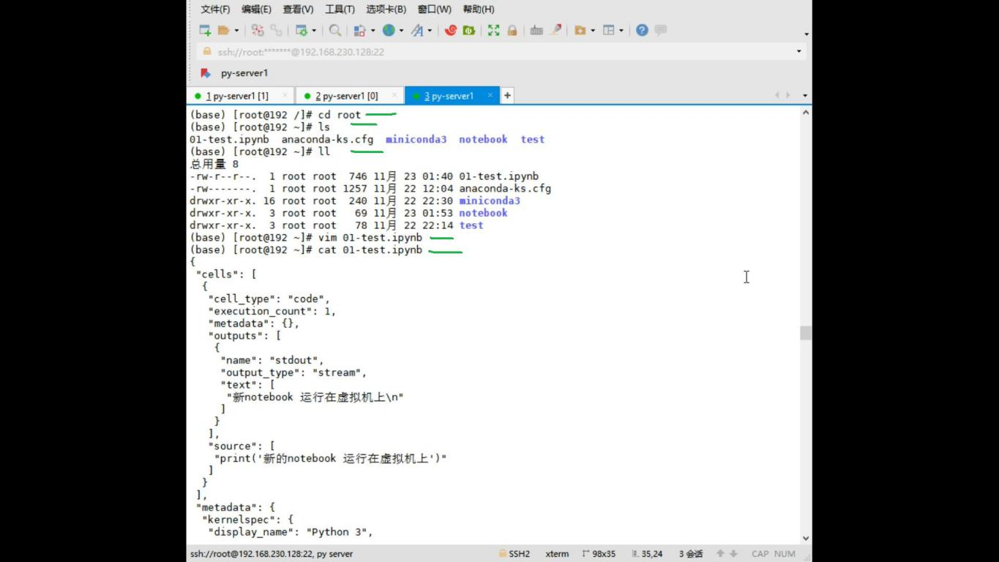 文件(F) 编辑(E) 查看(V) 工具(T) 选项卡(B) 窗口(W) 帮助(H)
ssh://root:*******@192.168.230.128:22
py-server1
1 py-server1 [1] × 2 py-server1 [0] × 3 py-server1 × +
(base) [root@192 /]# cd root
(base) [root@192 ~]# ls
01-test.ipynb  anaconda-ks.cfg  miniconda3  notebook  test
(base) [root@192 ~]# ll
总用量 8
-rw-r--r--.  1 root root  746 11月 23 01:40 01-test.ipynb
-rw-------.  1 root root 1257 11月 22 12:04 anaconda-ks.cfg
drwxr-xr-x. 16 root root  240 11月 22 22:30 miniconda3
drwxr-xr-x.  3 root root   69 11月 23 01:53 notebook
drwxr-xr-x.  3 root root   78 11月 22 22:14 test
(base) [root@192 ~]# vim 01-test.ipynb
(base) [root@192 ~]# cat 01-test.ipynb
{
 "cells": [
  {
   "cell_type": "code",
   "execution_count": 1,
   "metadata": {},
   "outputs": [
    {
     "name": "stdout",
     "output_type": "stream",
     "text": [
      "新notebook 运行在虚拟机上\n"
     ]
    }
   ],
   "source": [
    "print('新的notebook 运行在虚拟机上')"
   ]
  }
 ],
 "metadata": {
  "kernelspec": {
   "display_name": "Python 3",
ssh://root@192.168.230.128:22, py server SSH2 xterm 98x35 35,24 3 会话 CAP NUM